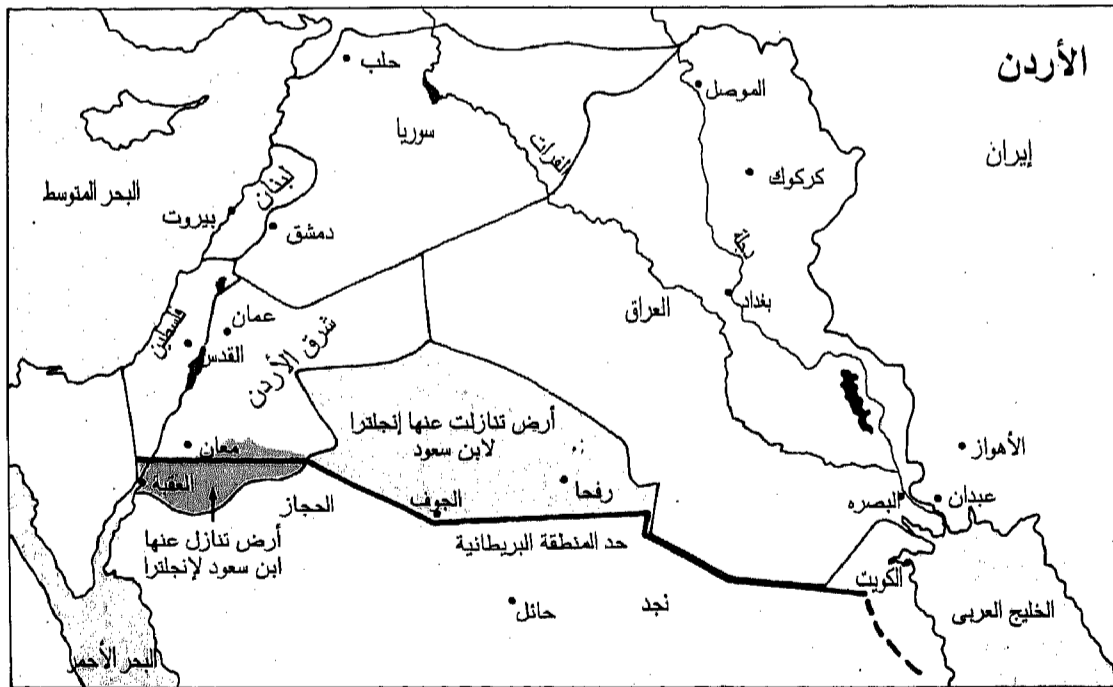 الأردن
حلب
الموصل
سوريا
الفرات
إيران
كركوك
البحر المتوسط
لبنان
بيروت
دمشق
بغداد
العراق
فلسطين
عمان
القدس
شرق الأردن
أرض تنازلت عنها إنجلترا
لابن سعود
معان
الأهواز
رفحا
العقبه
الحجاز
الجوف
البصره
عبدان
أرض تنازل عنها
ابن سعود لإنجلترا
حد المنطقة البريطانية
الكويت
نجد
حائل
الخليج العربى
البحر الأحمر